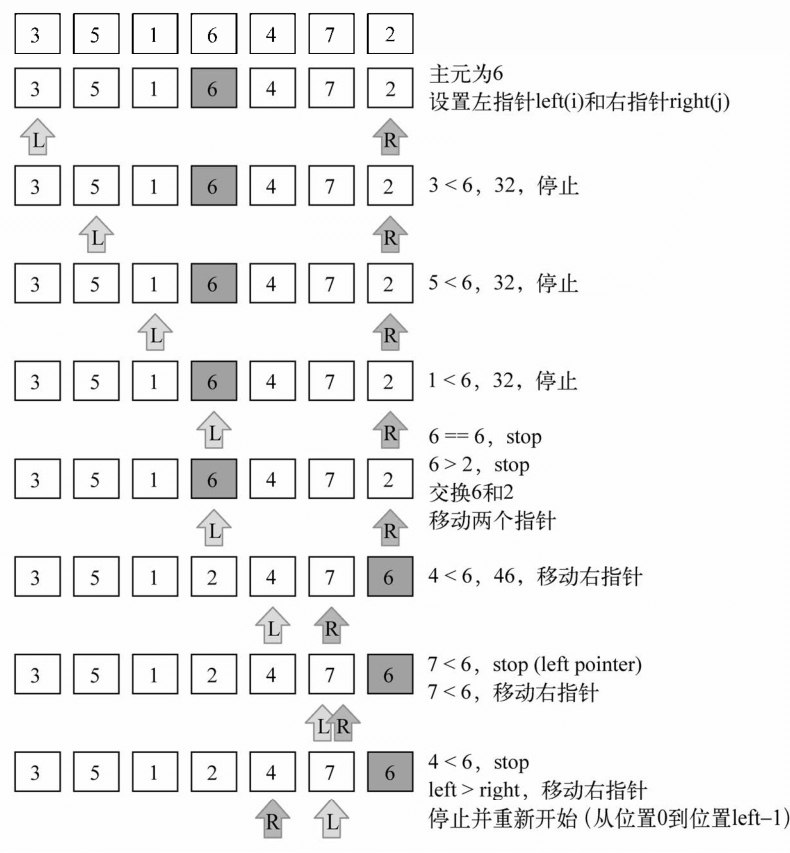 3 5 1 6 4 7 2
3 5 1 6 4 7 2
主元为6
设置左指针left(i)和右指针right(j)
L R
3 5 1 6 4 7 2
3 < 6，32，停止
L R
3 5 1 6 4 7 2
5 < 6，32，停止
L R
3 5 1 6 4 7 2
1 < 6，32，停止
L R
6 == 6，stop
3 5 1 6 4 7 2
6 > 2，stop
交换6和2
移动两个指针
L R
3 5 1 2 4 7 6
4 < 6，46，移动右指针
L R
3 5 1 2 4 7 6
7 < 6，stop (left pointer)
7 < 6，移动右指针
L R
3 5 1 2 4 7 6
4 < 6，stop
left > right，移动右指针
停止并重新开始（从位置0到位置left–1）
R L